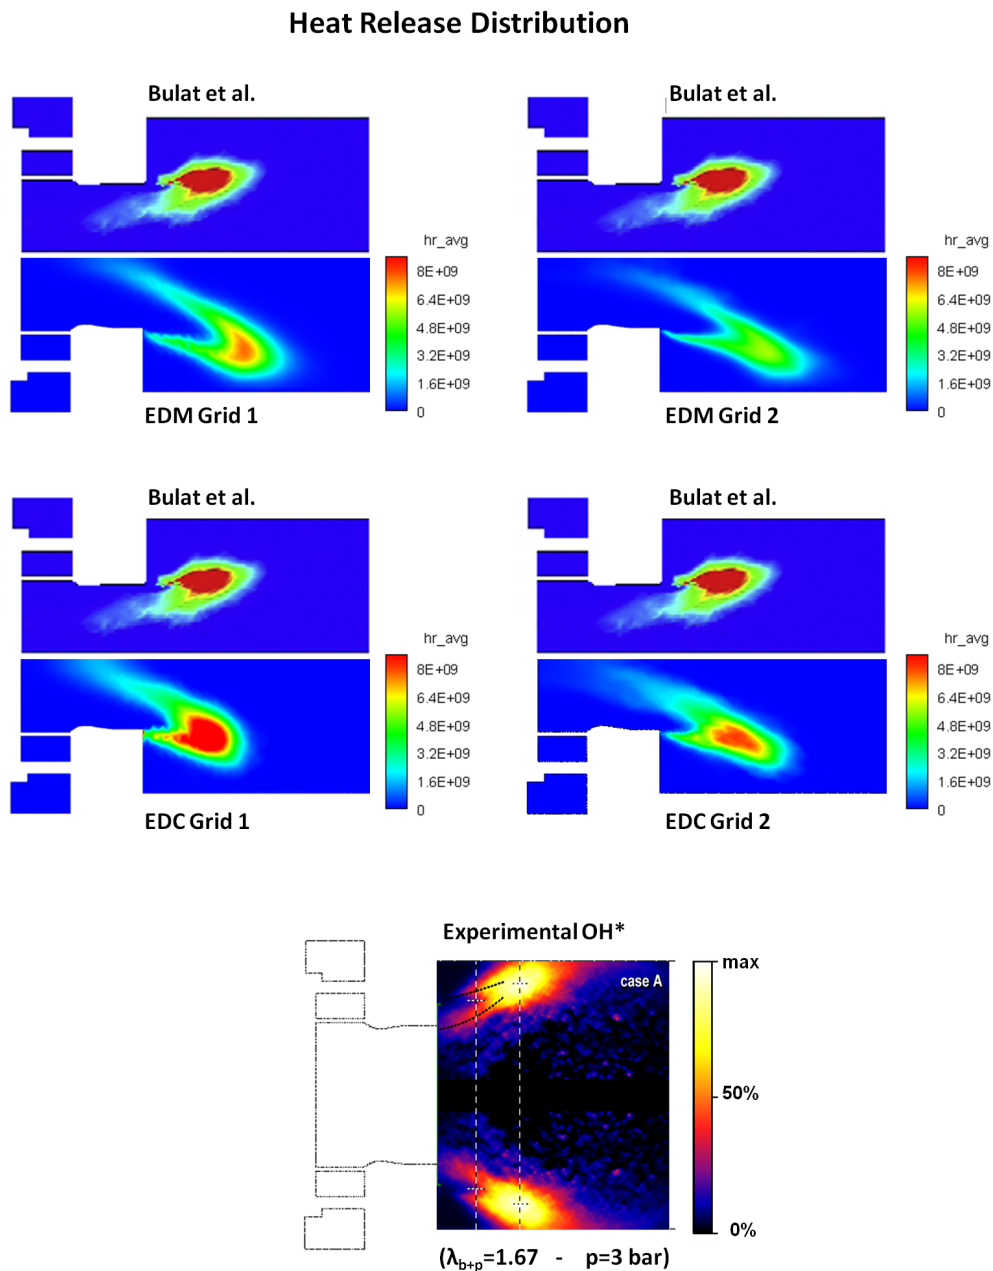 Heat Release Distribution
Bulat et al.
Bulat et al.
hr_avg
8E+09
6.4E+09
4.8E+09
3.2E+09
1.6E+09
0
hr_avg
8E+09
6.4E+09
4.8E+09
3.2E+09
1.6E+09
0
EDM Grid 1
EDM Grid 2
Bulat et al.
Bulat et al.
hr_avg
8E+09
6.4E+09
4.8E+09
3.2E+09
1.6E+09
0
hr_avg
8E+09
6.4E+09
4.8E+09
3.2E+09
1.6E+09
0
EDC Grid 1
EDC Grid 2
Experimental OH*
case A
max
50%
0%
(λb+p=1.67 - p=3 bar)